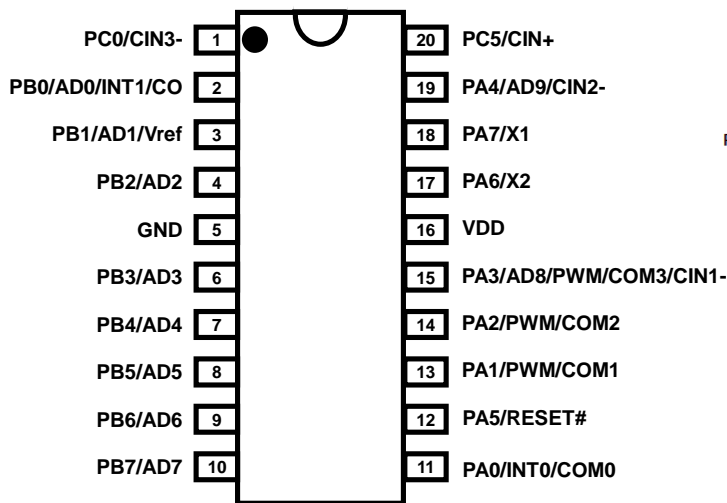 PC0/CIN3- 1 20 PC5/CIN+
PB0/AD0/INT1/CO 2 19 PA4/AD9/CIN2-
PB1/AD1/Vref 3 18 PA7/X1
PB2/AD2 4 17 PA6/X2
GND 5 16 VDD
PB3/AD3 6 15 PA3/AD8/PWM/COM3/CIN1-
PB4/AD4 7 14 PA2/PWM/COM2
PB5/AD5 8 13 PA1/PWM/COM1
PB6/AD6 9 12 PA5/RESET#
PB7/AD7 10 11 PA0/INT0/COM0